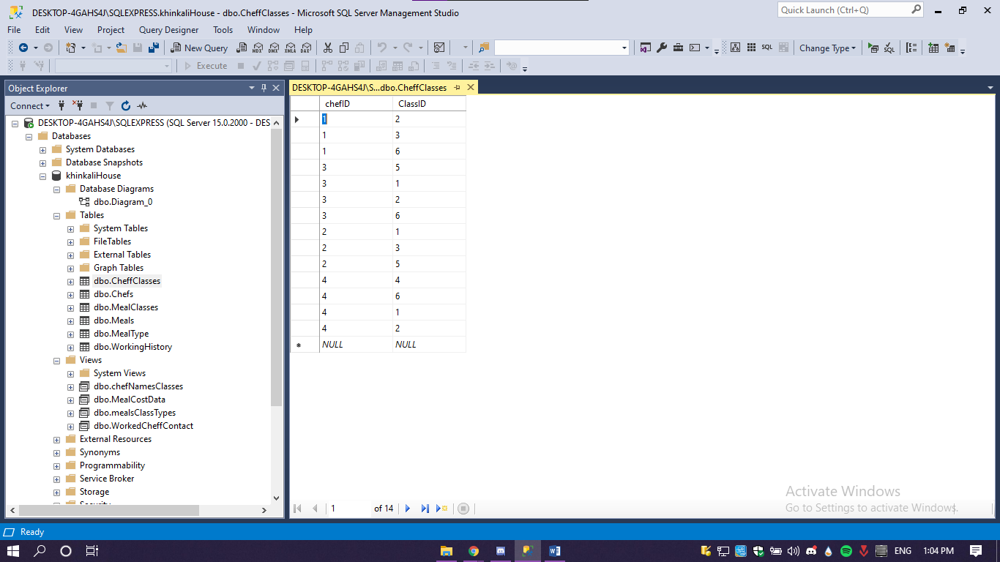 DESKTOP-4GAHS4J\SQLEXPRESS.khinkaliHouse - dbo.CheffClasses - Microsoft SQL Server Management Studio
Quick Launch (Ctrl+Q)
File Edit View Project Query Designer Tools Window Help
New Query MDX DMX XMLA DAX SQL Change Type SQL
Execute
Object Explorer
DESKTOP-4GAHS4J\S...dbo.CheffClasses
Connect
DESKTOP-4GAHS4J\SQLEXPRESS (SQL Server 15.0.2000 - DES
Databases
System Databases
Database Snapshots
khinkaliHouse
Database Diagrams
dbo.Diagram_0
Tables
System Tables
FileTables
External Tables
Graph Tables
dbo.CheffClasses
dbo.Chefs
dbo.MealClasses
dbo.Meals
dbo.MealType
dbo.WorkingHistory
Views
System Views
dbo.chefNamesClasses
dbo.MealCostData
dbo.mealsClassTypes
dbo.WorkedCheffContact
External Resources
Synonyms
Programmability
Service Broker
Storage
Security
chefID ClassID
1 2
1 3
1 6
3 5
3 1
3 2
3 6
2 1
2 3
2 5
4 4
4 6
4 1
4 2
NULL NULL
1 of 14
Activate Windows
Go to Settings to activate Windows.
Ready
ENG 1:04 PM